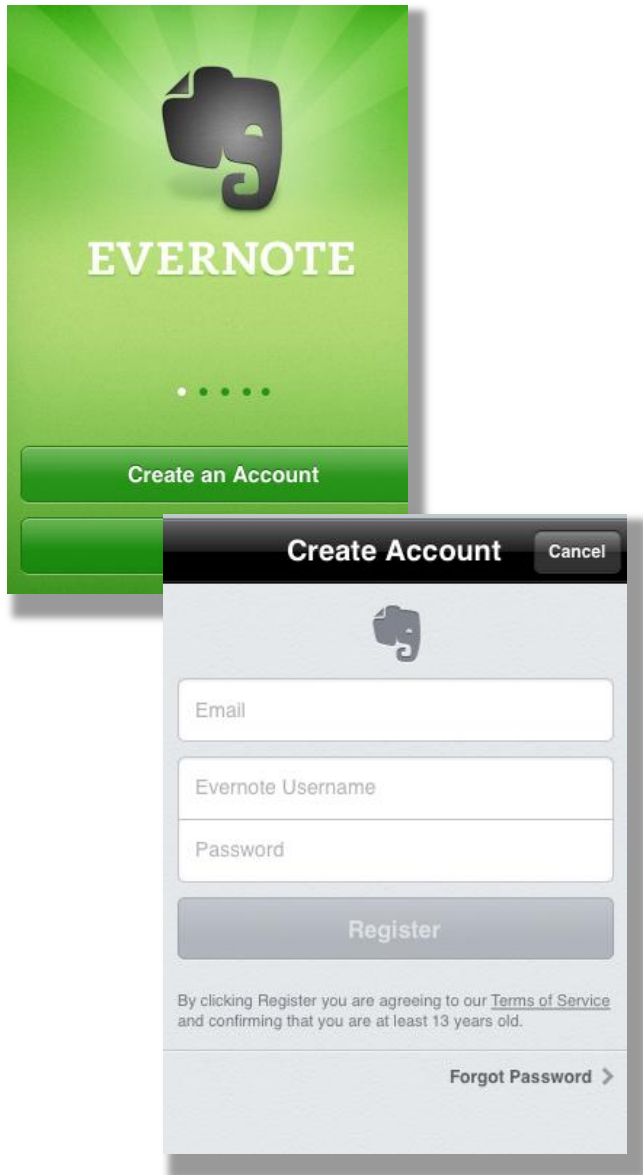 EVERNOTE
Create an Account
Create Account
Cancel
Email
Evernote Username
Password
Register
By clicking Register you are agreeing to our Terms of Service
and confirming that you are at least 13 years old.
Forgot Password